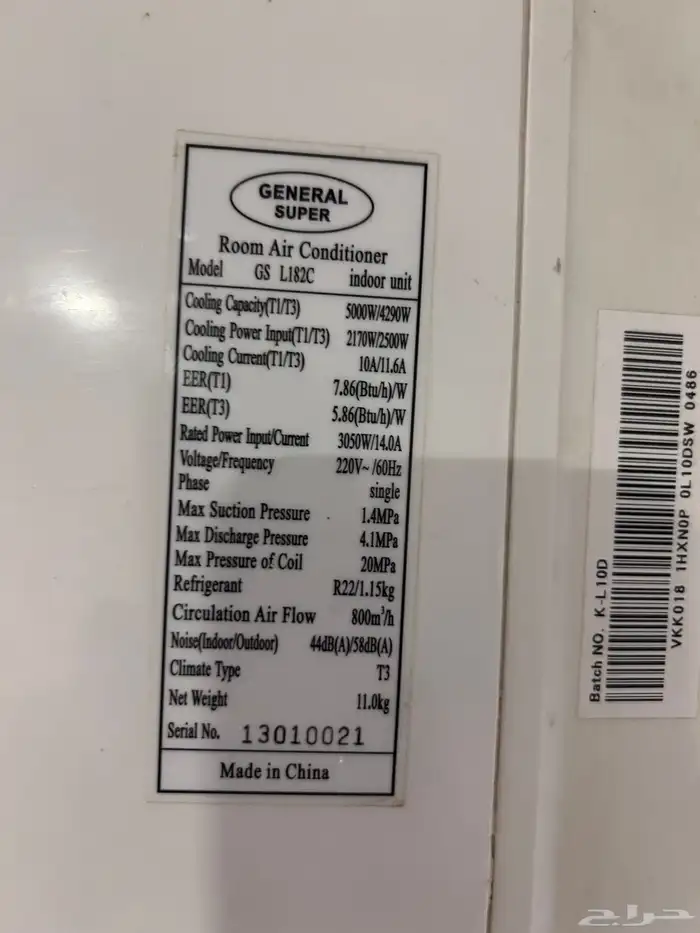 GENERAL
SUPER
Room Air Conditioner
Model GS L182C indoor unit
Cooling Capacity(T1/T3) 5000W/4290W
Cooling Power Input(T1/T3) 2170W/2500W
Cooling Current(T1/T3) 10A/11.6A
EER(T1) 7.86(Btu/h)/W
EER(T3) 5.86(Btu/h)/W
Rated Power Input/Current 3050W/14.0A
Voltage/Frequency 220V~/60Hz
Phase single
Max Suction Pressure 1.4MPa
Max Discharge Pressure 4.1MPa
Max Pressure of Coil 20MPa
Refrigerant R22/1.15kg
Circulation Air Flow 800m³/h
Noise(Indoor/Outdoor) 44dB(A)/58dB(A)
Climate Type T3
Net Weight 11.0kg
Serial No. 13010021
Made in China
Batch NO. K-L10D
VKK018 1HXN0P 0L10DSW 0486
حراج